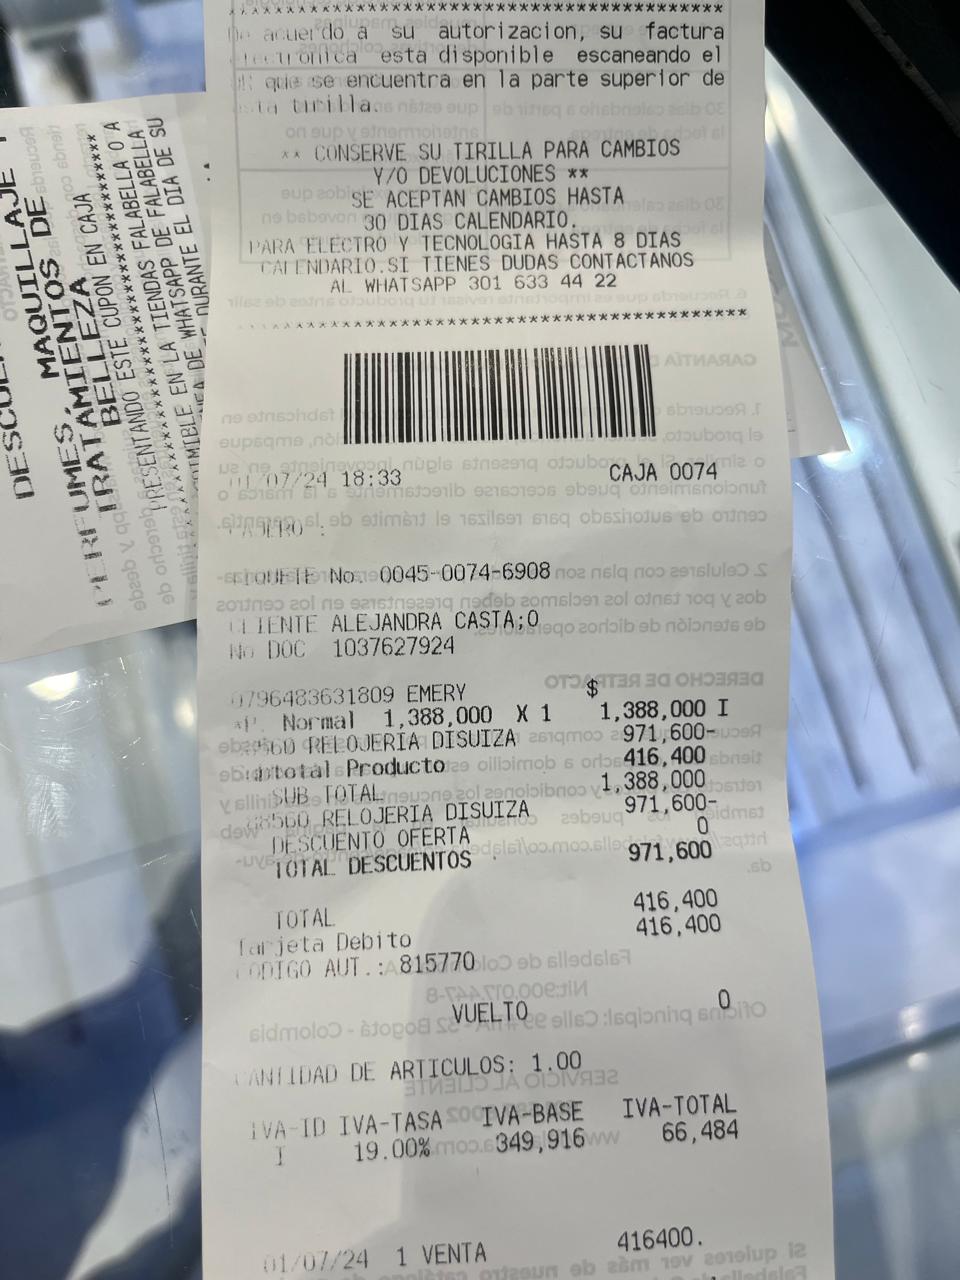 ****************************************
De acuerdo a su autorizacion, su factura
electronica esta disponible escaneando el
QR que se encuentra en la parte superior de
esta tirilla.
** CONSERVE SU TIRILLA PARA CAMBIOS
Y/O DEVOLUCIONES **
SE ACEPTAN CAMBIOS HASTA
30 DIAS CALENDARIO.
PARA ELECTRO Y TECNOLOGIA HASTA 8 DIAS
CALENDARIO.SI TIENES DUDAS CONTACTANOS
AL WHATSAPP 301 633 44 22
****************************************
01/07/24 18:33 CAJA 0074
CAJERO :
TIQUETE No. 0045-0074-6908
CLIENTE ALEJANDRA CASTA;O
No DOC 1037627924
$
0796483631809 EMERY
*P. Normal 1,388,000 X 1 1,388,000 I
RELOJERIA DISUIZA 971,600-
Subtotal Producto 416,400
SUB TOTAL 1,388,000
RELOJERIA DISUIZA 971,600-
DESCUENTO OFERTA 0
TOTAL DESCUENTOS 971,600
TOTAL 416,400
Tarjeta Debito 416,400
CODIGO AUT.: 815770
VUELTO 0
CANTIDAD DE ARTICULOS: 1.00
IVA-ID IVA-TASA IVA-BASE IVA-TOTAL
I 19.00% 349,916 66,484
01/07/24 1 VENTA 416400.
PERFUMES, MAQUILLAJE Y
TRATAMIENTOS DE
BELLEZA
PRESENTANDO ESTE CUPON EN CAJA
********************
EN LA TIENDAS FALABELLA O A
DE WHATSAPP DE FALABELLA
DURANTE EL DIA DE SU